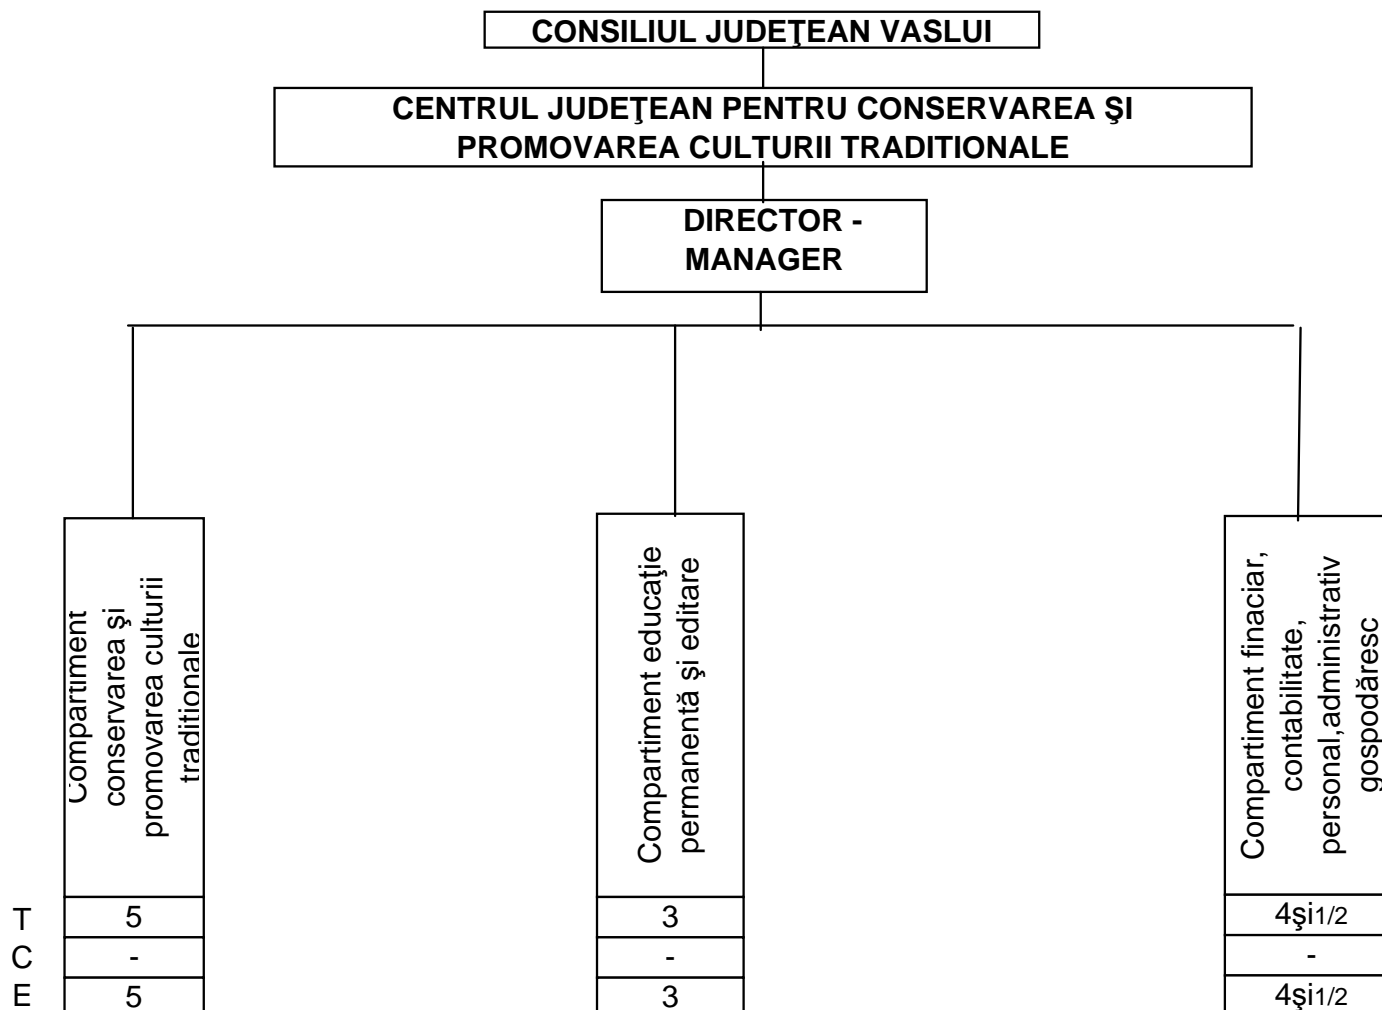 CONSILIUL JUDEŢEAN VASLUI
CENTRUL JUDEŢEAN PENTRU CONSERVAREA ŞI
PROMOVAREA CULTURII TRADITIONALE
DIRECTOR -
MANAGER
Compartiment
conservarea şi
promovarea culturii
traditionale
Compartiment educaţie
permanentă şi editare
Compartiment finaciar,
contabilitate,
personal,administrativ
gospodăresc
T 5 3 4şi1/2
C - - -
E 5 3 4şi1/2